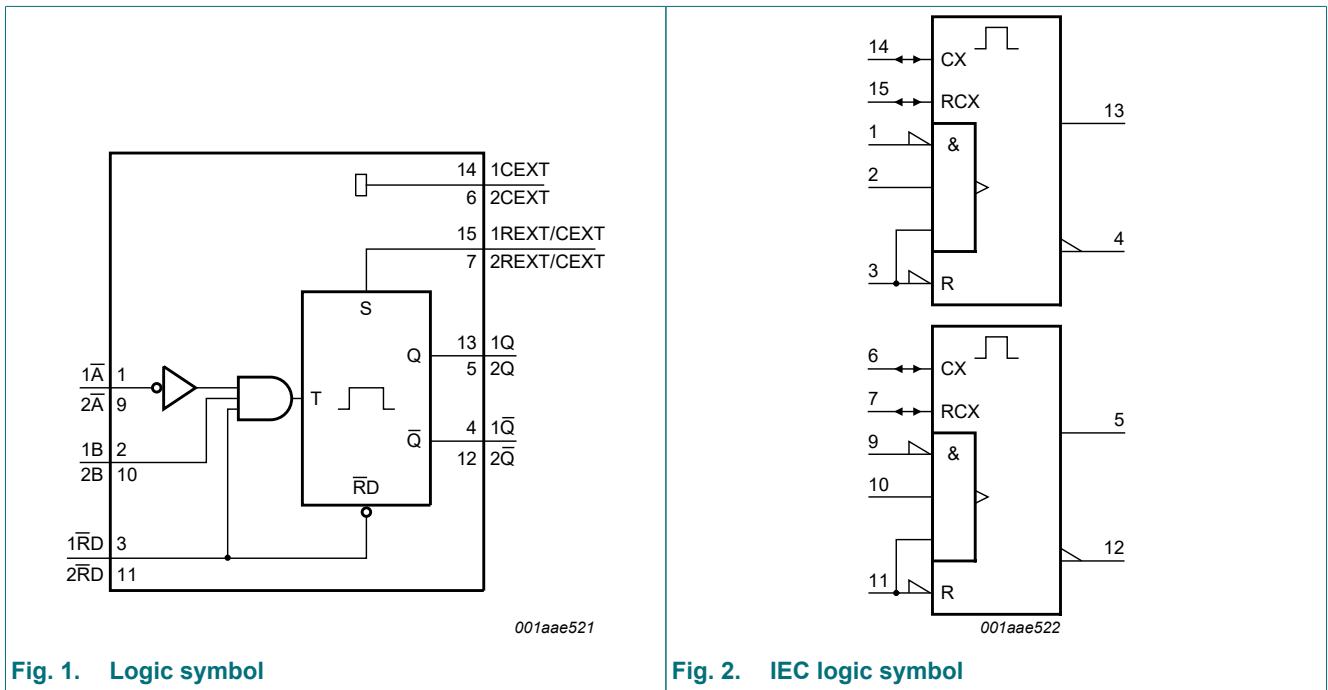 14 1CEXT
6 2CEXT
15 1REXT/CEXT
7 2REXT/CEXT
S
Q
13 1Q
5 2Q
1A̅ 1
2A̅ 9
T
1B 2
2B 10
Q̅
4 1Q̅
12 2Q̅
R̅D̅
1R̅D̅ 3
2R̅D̅ 11
001aae521
Fig. 1. Logic symbol
14 CX
15 RCX
13
1
&
2
4
3 R
6 CX
7 RCX
5
9
&
10
12
11 R
001aae522
Fig. 2. IEC logic symbol